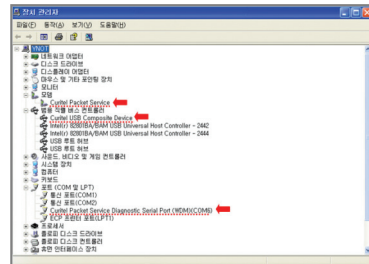 장치 관리자
파일(F) 동작(A) 보기(V) 도움말(H)
YNOT
네트워크 어댑터
디스크 드라이브
디스플레이 어댑터
마우스 및 기타 포인팅 장치
모니터
모뎀
Curitel Packet Service
범용 직렬 버스 컨트롤러
Curitel USB Composite Device
Intel(r) 82801BA/BAM USB Universal Host Controller - 2442
Intel(r) 82801BA/BAM USB Universal Host Controller - 2444
USB 루트 허브
USB 루트 허브
사운드, 비디오 및 게임 컨트롤러
시스템 장치
컴퓨터
키보드
포트 (COM 및 LPT)
통신 포트(COM1)
통신 포트(COM2)
Curitel Packet Service Diagnostic Serial Port (WDM)(COM6)
ECP 프린터 포트(LPT1)
프로세서
플로피 디스크 드라이브
플로피 디스크 컨트롤러
휴먼 인터페이스 장치